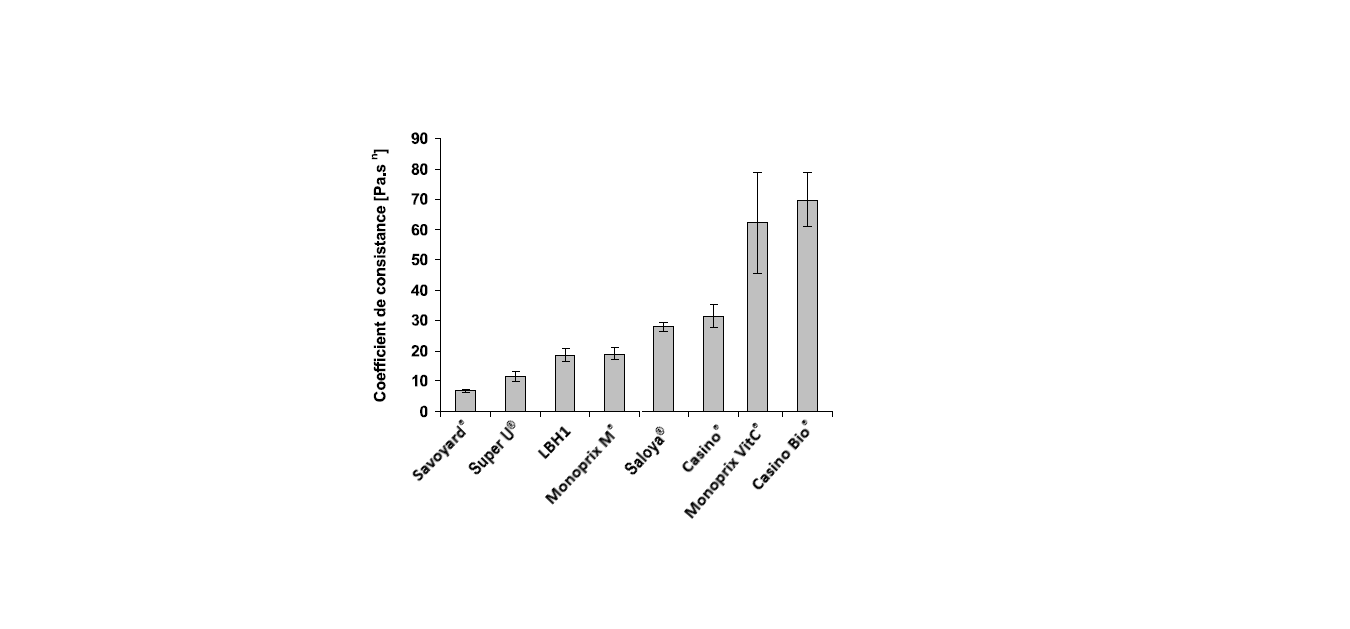 Coefficient de consistance [Pa.s ⁿ]
90
80
70
60
50
40
30
20
10
0
Savoyard®
Super U®
LBH1
Monoprix M®
Saloya®
Casino®
Monoprix VitC®
Casino Bio®